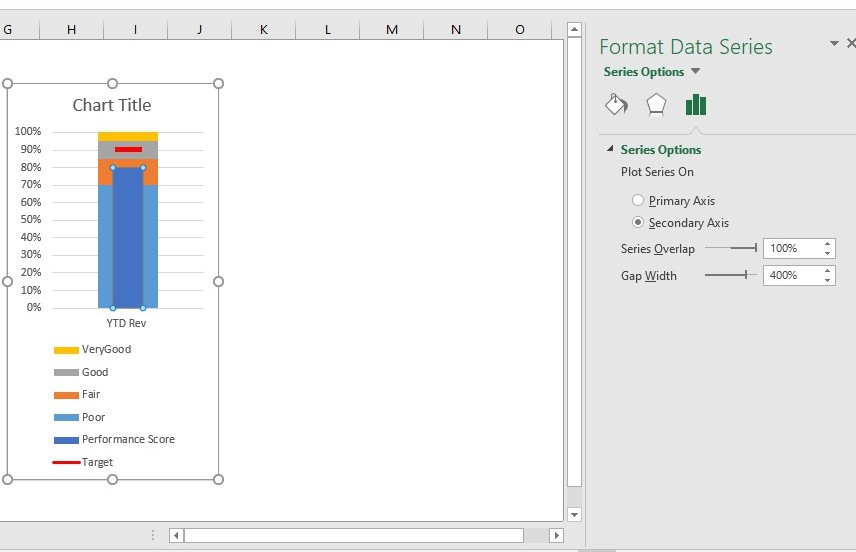 G H I J K L M N O
Format Data Series
Series Options
Chart Title
100%
90%
80%
70%
60%
50%
40%
30%
20%
10%
0%
YTD Rev
VeryGood
Good
Fair
Poor
Performance Score
Target
Series Options
Plot Series On
Primary Axis
Secondary Axis
Series Overlap 100%
Gap Width 400%